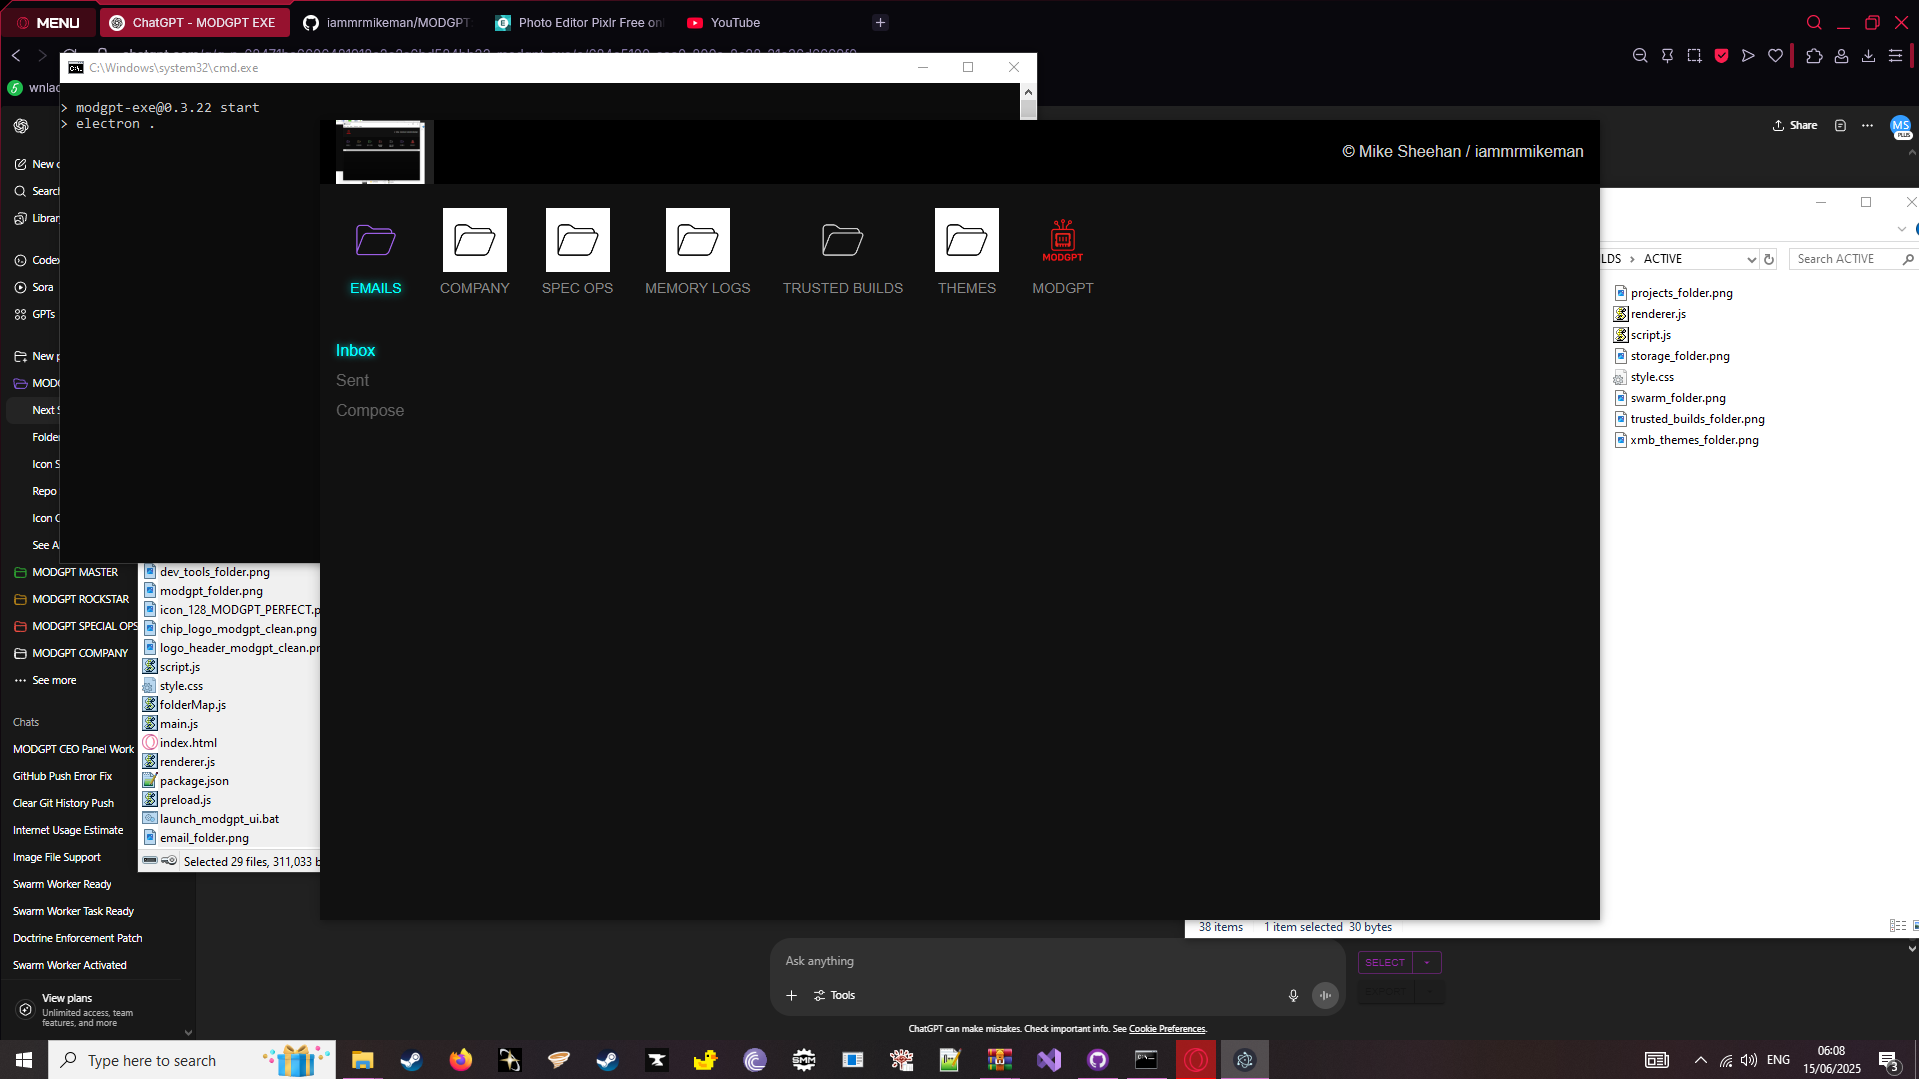 MENU
ChatGPT - MODGPT EXE
iammrmikeman/MODGPT
Photo Editor Pixlr Free on
YouTube
C:\Windows\system32\cmd.exe
> modgpt-exe@0.3.22 start
> electron .
© Mike Sheehan / iammrmikeman
EMAILS
COMPANY
SPEC OPS
MEMORY LOGS
TRUSTED BUILDS
THEMES
MODGPT
MODGPT
Inbox
Sent
Compose
Share
MS
PLUS
ACTIVE
Search ACTIVE
projects_folder.png
renderer.js
script.js
storage_folder.png
style.css
swarm_folder.png
trusted_builds_folder.png
xmb_themes_folder.png
38 items
1 item selected 30 bytes
New
Search
Codex
Sora
GPTs
New
Next
Icon
Repo
Icon
See
MODGPT MASTER
MODGPT ROCKSTAR
MODGPT SPECIAL OPS
MODGPT COMPANY
See more
Chats
MODGPT CEO Panel Work
GitHub Push Error Fix
Clear Git History Push
Internet Usage Estimate
Image File Support
Swarm Worker Ready
Swarm Worker Task Ready
Doctrine Enforcement Patch
Swarm Worker Activated
View plans
Unlimited access, team
features, and more
dev_tools_folder.png
modgpt_folder.png
icon_128_MODGPT_PERFECT.p
chip_logo_modgpt_clean.png
logo_header_modgpt_clean.pn
script.js
style.css
folderMap.js
main.js
index.html
renderer.js
package.json
preload.js
launch_modgpt_ui.bat
email_folder.png
Selected 29 files, 311,033 b
Ask anything
Tools
SELECT
EXPORT
ChatGPT can make mistakes. Check important info. See Cookie Preferences.
Type here to search
SMM
ENG
06:08
15/06/2025
3